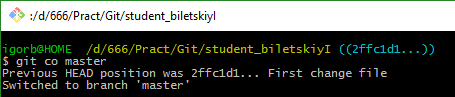 :/d/666/Pract/Git/student_biletskiyI
igorb@HOME /d/666/Pract/Git/student_biletskiyI ((2ffc1d1...))
$ git co master
Previous HEAD position was 2ffc1d1... First change file
Switched to branch 'master'